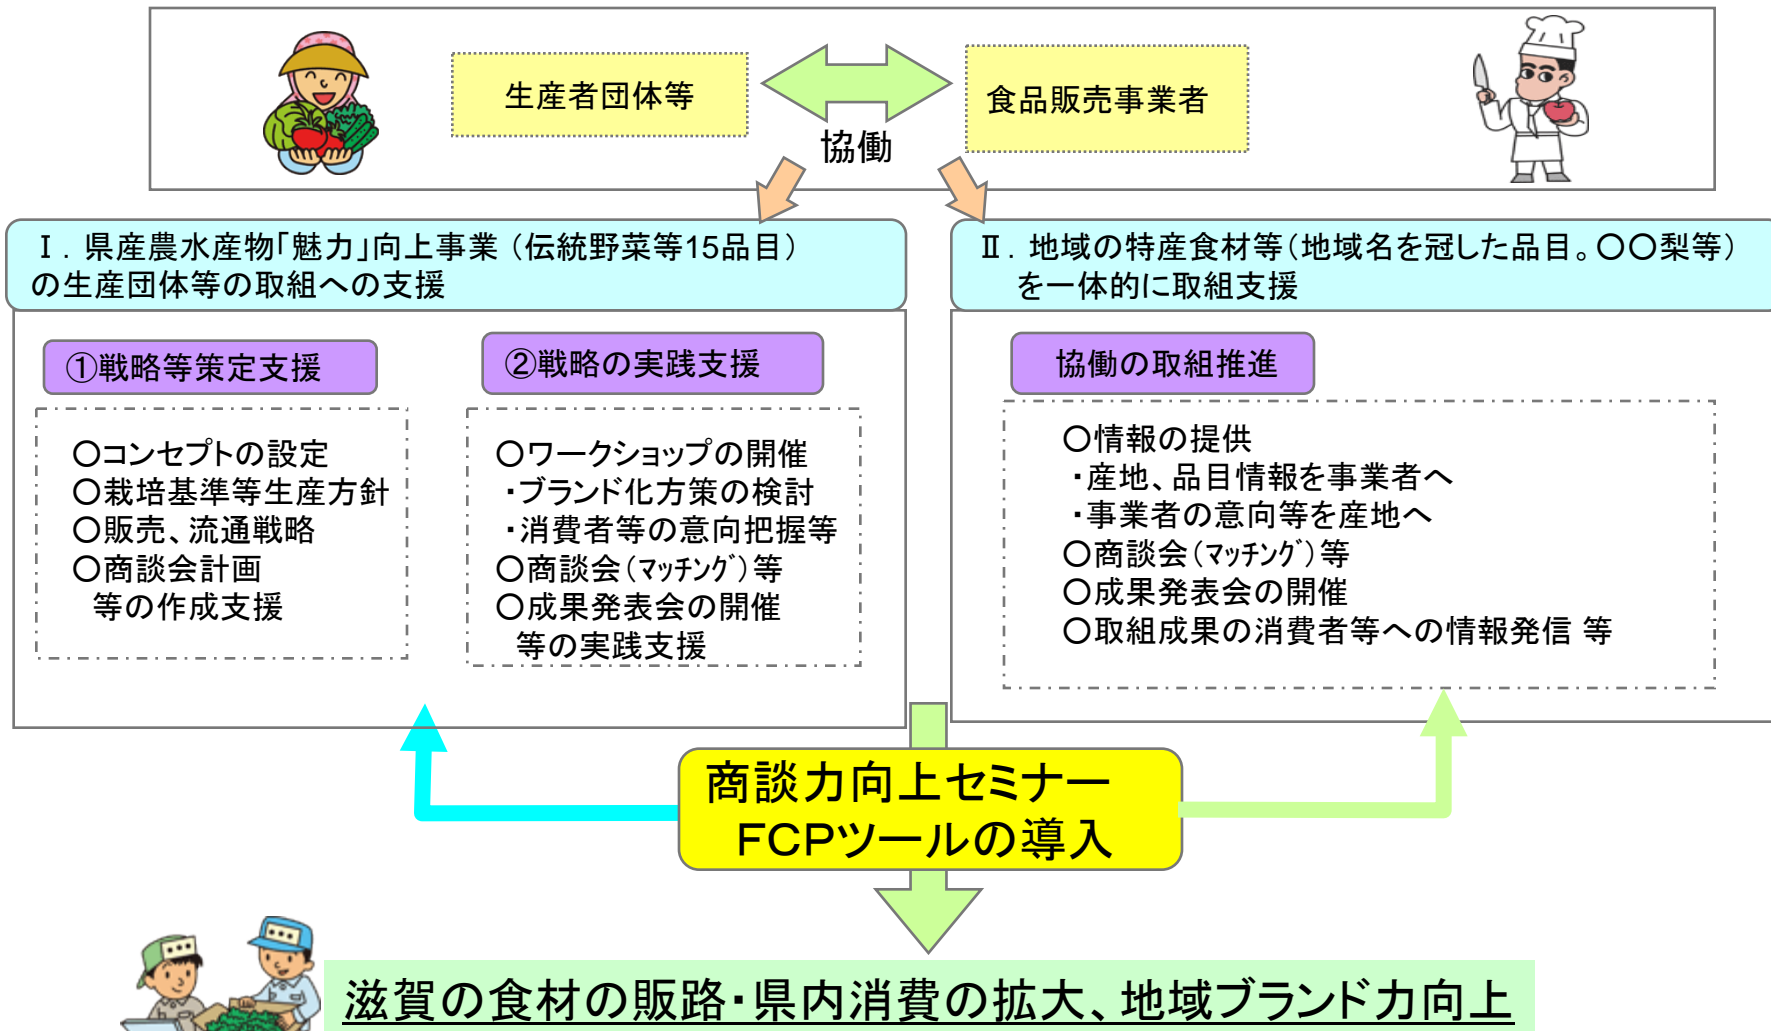 生産者団体等
食品販売事業者
協働
Ⅰ．県産農水産物「魅力」向上事業（伝統野菜等15品目）
の生産団体等の取組への支援
①戦略等策定支援
〇コンセプトの設定
〇栽培基準等生産方針
〇販売、流通戦略
〇商談会計画
等の作成支援
②戦略の実践支援
〇ワークショップの開催
・ブランド化方策の検討
・消費者等の意向把握等
〇商談会（ﾏｯﾁﾝｸﾞ）等
〇成果発表会の開催
等の実践支援
Ⅱ．地域の特産食材等（地域名を冠した品目。〇〇梨等）
を一体的に取組支援
協働の取組推進
〇情報の提供
・産地、品目情報を事業者へ
・事業者の意向等を産地へ
〇商談会（ﾏｯﾁﾝｸﾞ）等
〇成果発表会の開催
〇取組成果の消費者等への情報発信 等
商談力向上セミナー
ＦＣＰツールの導入
滋賀の食材の販路・県内消費の拡大、地域ブランド力向上